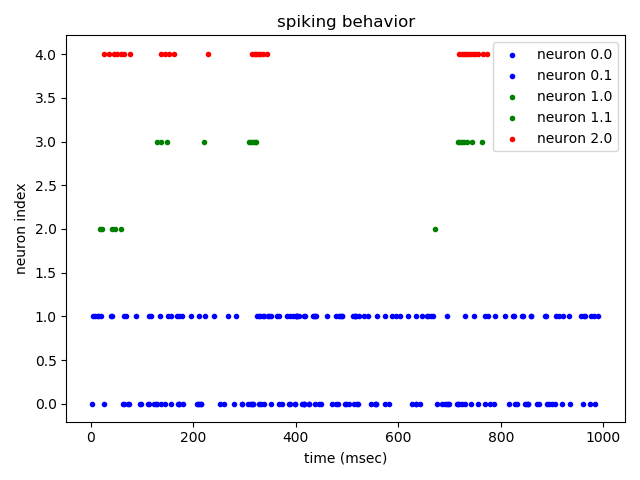 spiking behavior
neuron index
4.0
3.5
3.0
2.5
2.0
1.5
1.0
0.5
0.0
neuron 0.0
neuron 0.1
neuron 1.0
neuron 1.1
neuron 2.0
0 200 400 600 800 1000
time (msec)